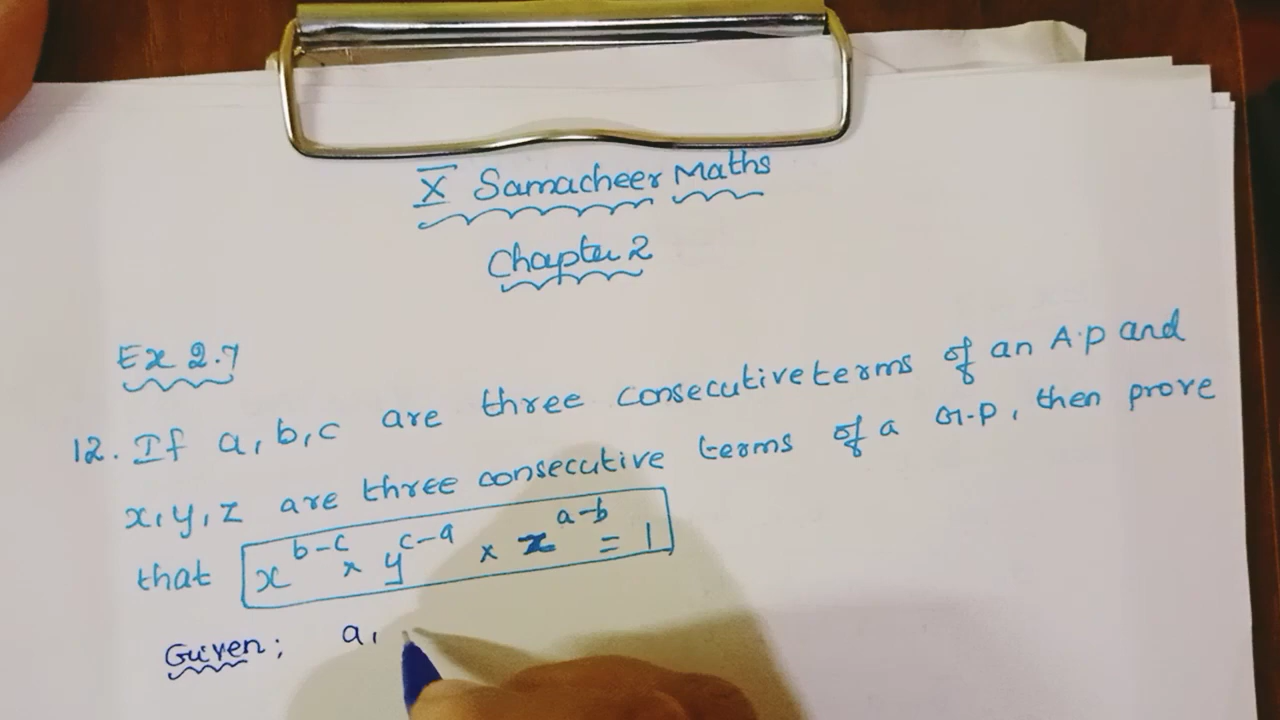 X Samacheer Maths
Chapter 2
Ex 2.7
12. If a, b, c are three consecutive terms of an A.P and
x, y, z are three consecutive terms of a G.P, then prove
that x^{b-c} × y^{c-a} × z^{a-b} = 1
Given; a,